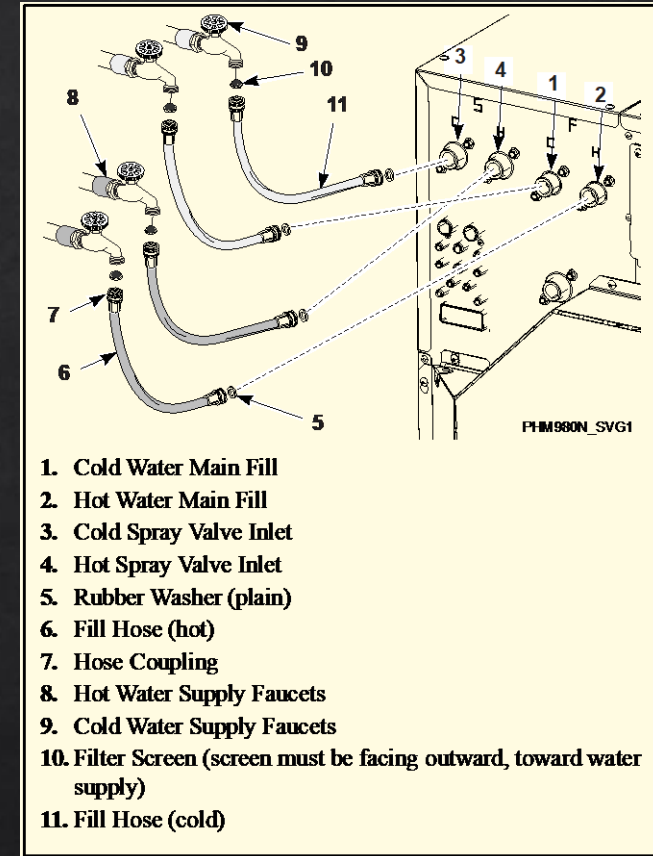 9
10
11
8
3
4
1
2
C
S
H
C
F
H
7
6
5
PHM980N_SVG1
1. Cold Water Main Fill
2. Hot Water Main Fill
3. Cold Spray Valve Inlet
4. Hot Spray Valve Inlet
5. Rubber Washer (plain)
6. Fill Hose (hot)
7. Hose Coupling
8. Hot Water Supply Faucets
9. Cold Water Supply Faucets
10. Filter Screen (screen must be facing outward, toward water
supply)
11. Fill Hose (cold)